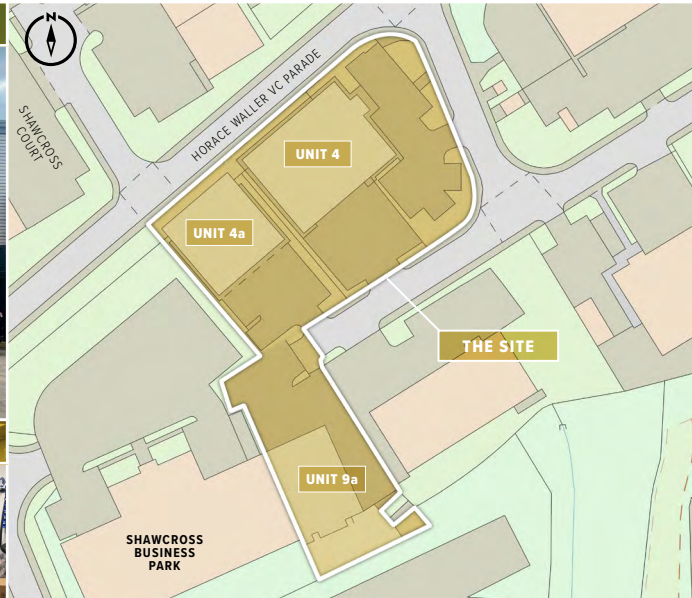 N
HORACE WALLER VC PARADE
SHAWCROSS
COURT
UNIT 4
UNIT 4a
THE SITE
UNIT 9a
SHAWCROSS
BUSINESS
PARK